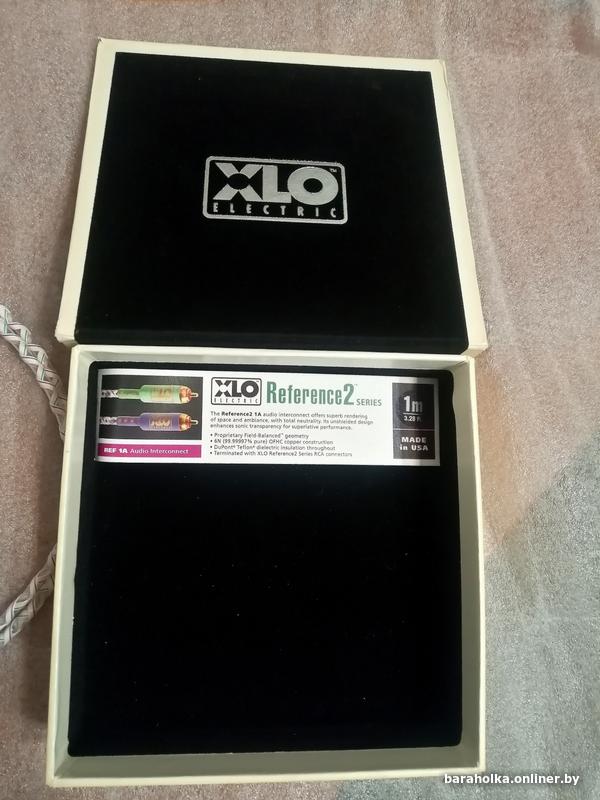 XLO™
ELECTRIC
XLO
ELECTRIC
Reference2™ SERIES
The Reference2 1A audio interconnect offers superb rendering
of space and ambiance, with total neutrality. Its unshielded design
enhances sonic transparency for superlative performance.
• Proprietary Field-Balanced™ geometry
• 6N (99.99997% pure) OFHC copper construction
• DuPont® Teflon® dielectric insulation throughout
• Terminated with XLO Reference2 Series RCA connectors
REF 1A Audio Interconnect
1m
3.28 ft.
MADE
in USA
baraholka.onliner.by